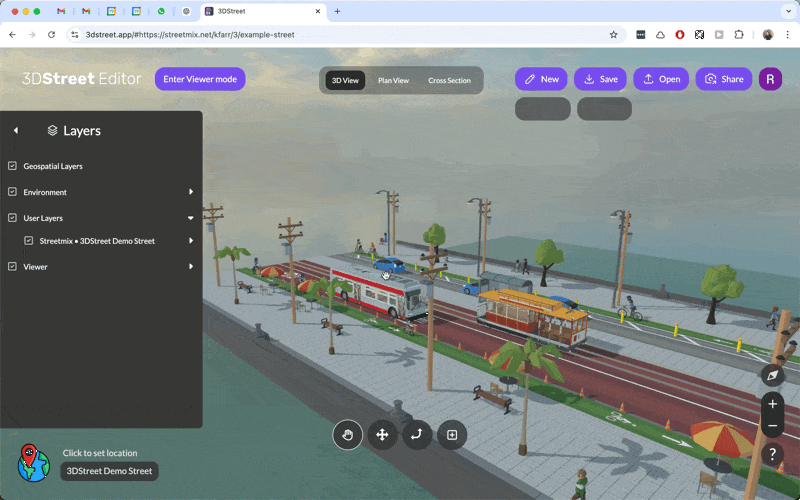 3DStreet
3dstreet.app/#https://streetmix.net/kfarr/3/example-street
3DStreet Editor
Enter Viewer mode
3D View
Plan View
Cross Section
New
Save
Open
Share
R
Layers
Geospatial Layers
Environment
User Layers
Streetmix • 3DStreet Demo Street
Viewer
Click to set location
3DStreet Demo Street
+
−
?